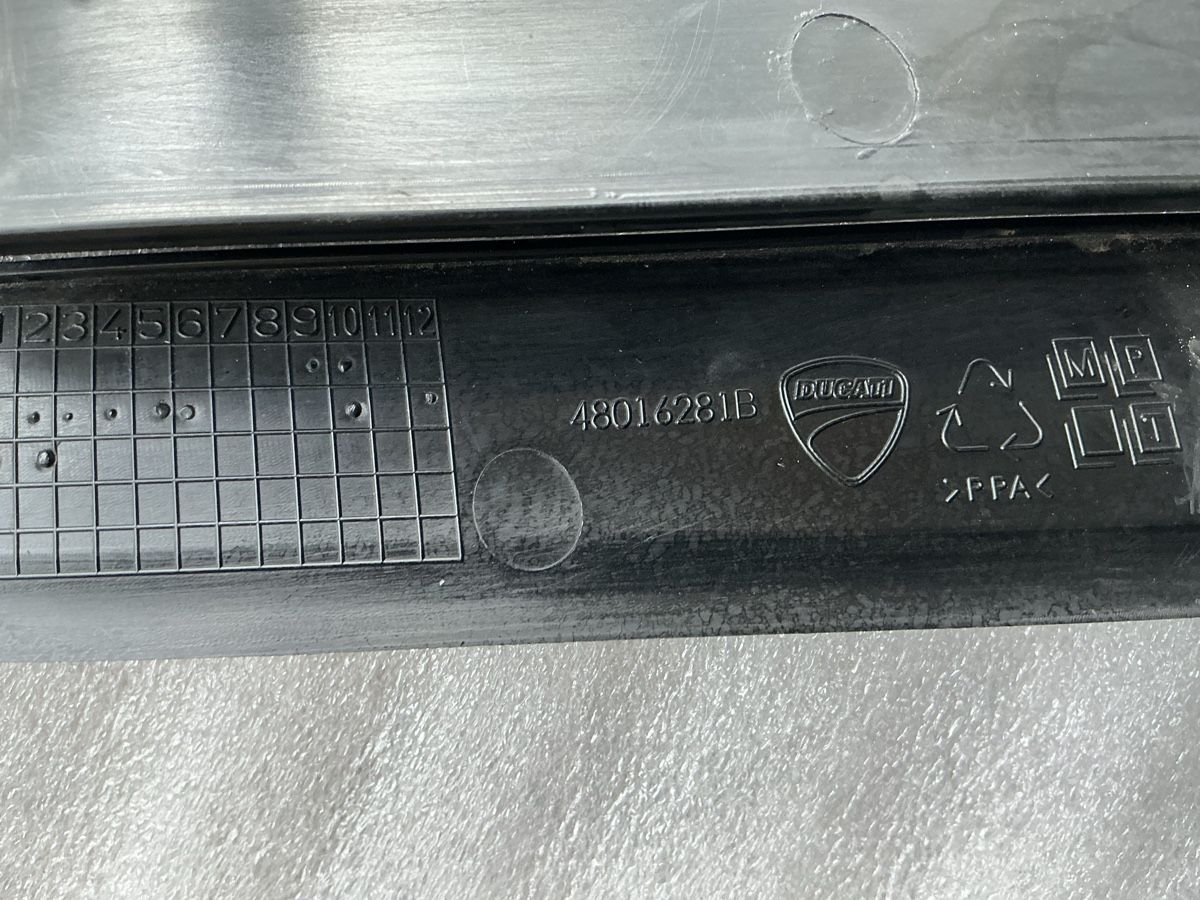 1 2 3 4 5 6 7 8 9 10 11 12
48016281B
DUCATI
>PPA<
M P
T